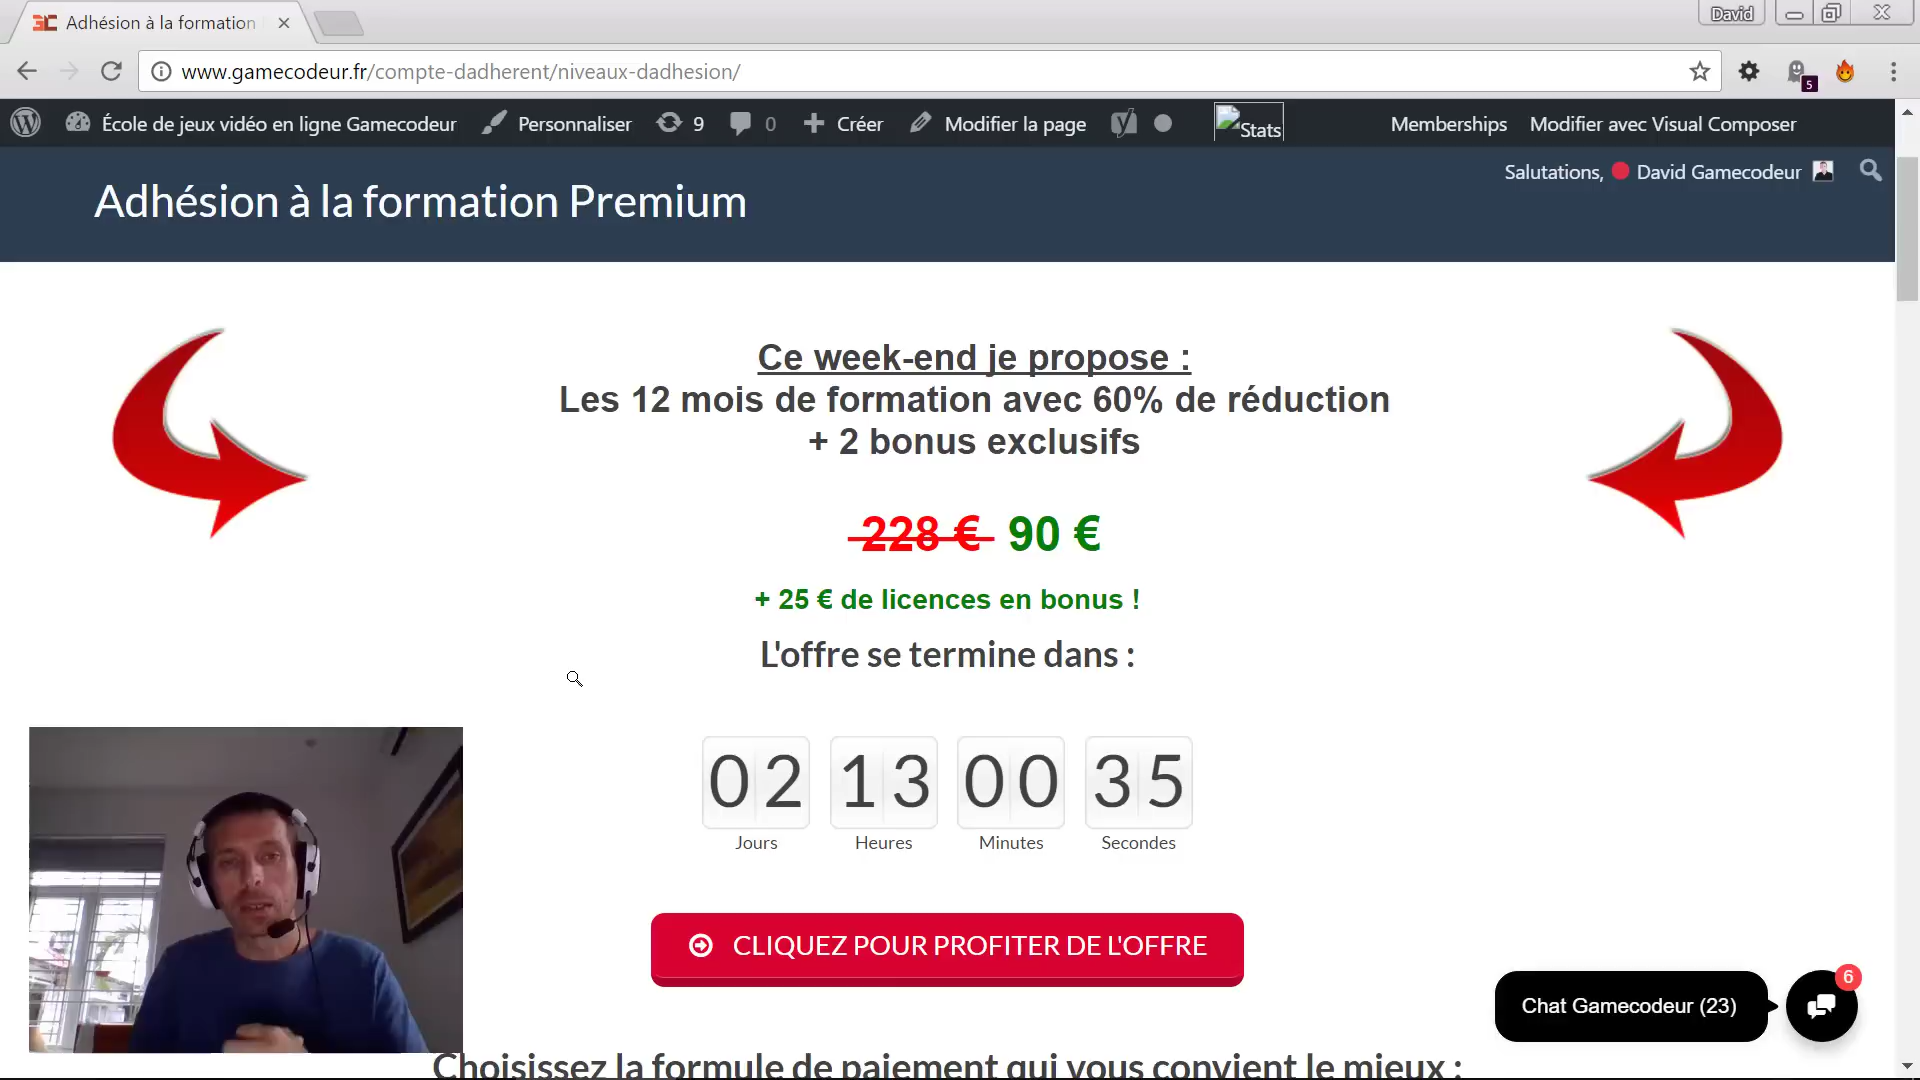 Adhésion à la formation
David
www.gamecodeur.fr/compte-dadherent/niveaux-dadhesion/
5
École de jeux vidéo en ligne Gamecodeur
Personnaliser
9
0
Créer
Modifier la page
Stats
Memberships
Modifier avec Visual Composer
Salutations, David Gamecodeur
Adhésion à la formation Premium
Ce week-end je propose :
Les 12 mois de formation avec 60% de réduction
+ 2 bonus exclusifs
228 € 90 €
+ 25 € de licences en bonus !
L'offre se termine dans :
02 13 00 35
Jours Heures Minutes Secondes
CLIQUEZ POUR PROFITER DE L'OFFRE
6
Chat Gamecodeur (23)
Choisissez la formule de paiement qui vous convient le mieux :